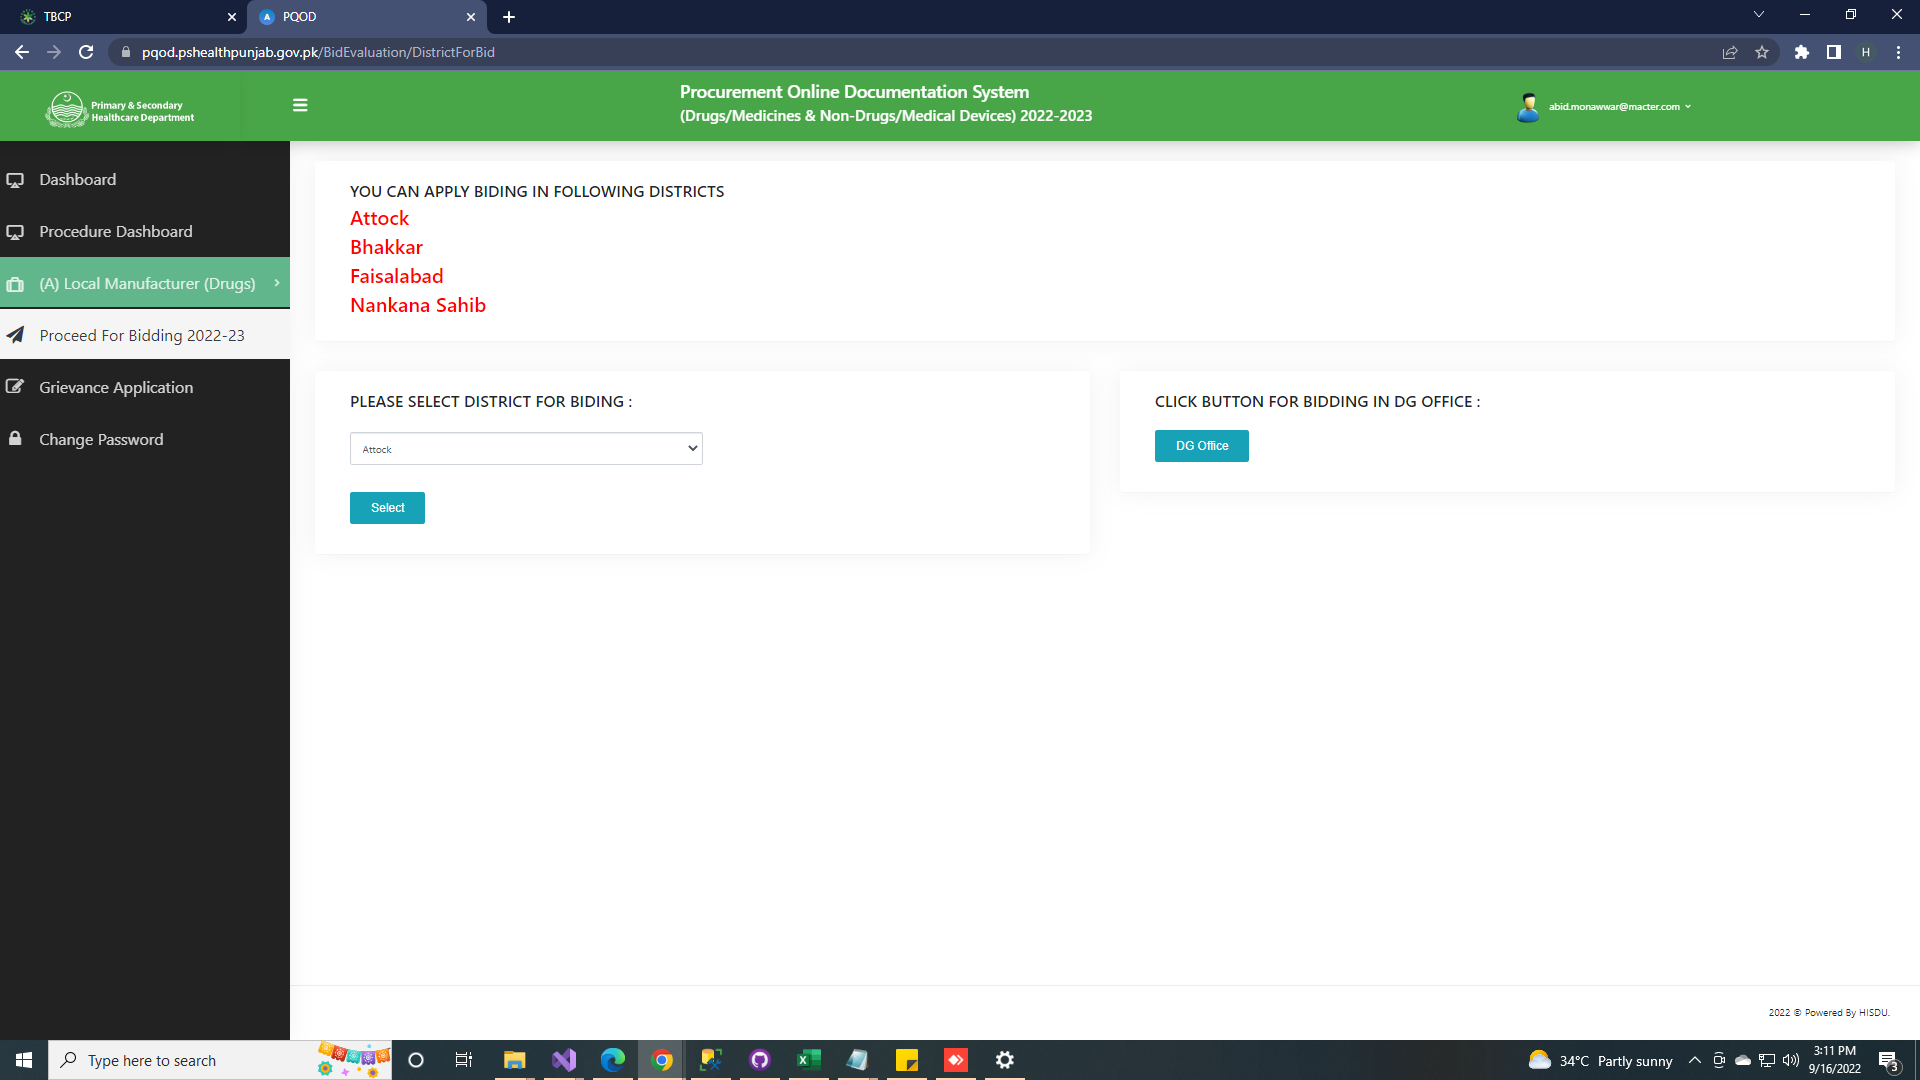 TBCP
PQOD
pqod.pshealthpunjab.gov.pk/BidEvaluation/DistrictForBid
H
Primary & Secondary
Healthcare Department
Procurement Online Documentation System
(Drugs/Medicines & Non-Drugs/Medical Devices) 2022-2023
abid.monawwar@macter.com
Dashboard
Procedure Dashboard
(A) Local Manufacturer (Drugs)
Proceed For Bidding 2022-23
Grievance Application
Change Password
YOU CAN APPLY BIDING IN FOLLOWING DISTRICTS
Attock
Bhakkar
Faisalabad
Nankana Sahib
PLEASE SELECT DISTRICT FOR BIDING :
Attock
Select
CLICK BUTTON FOR BIDDING IN DG OFFICE :
DG Office
2022 © Powered By HISDU.
Type here to search
34°C Partly sunny
3:11 PM
9/16/2022
3